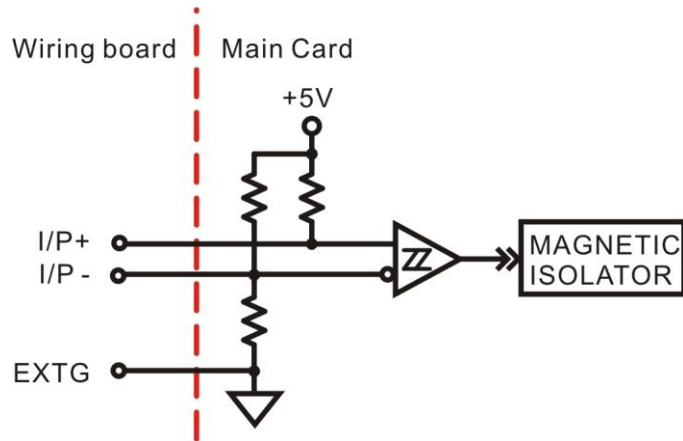 Wiring board
Main Card
+5V
I/P+
I/P -
MAGNETIC
ISOLATOR
EXTG